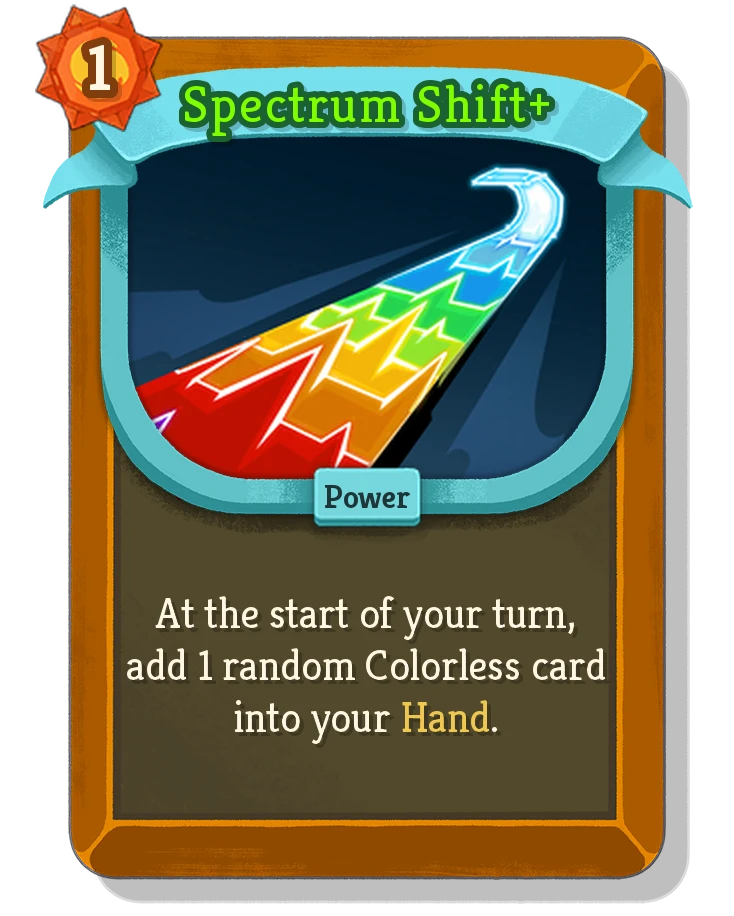 1
Spectrum Shift+
Power
At the start of your turn,
add 1 random Colorless card
into your Hand.